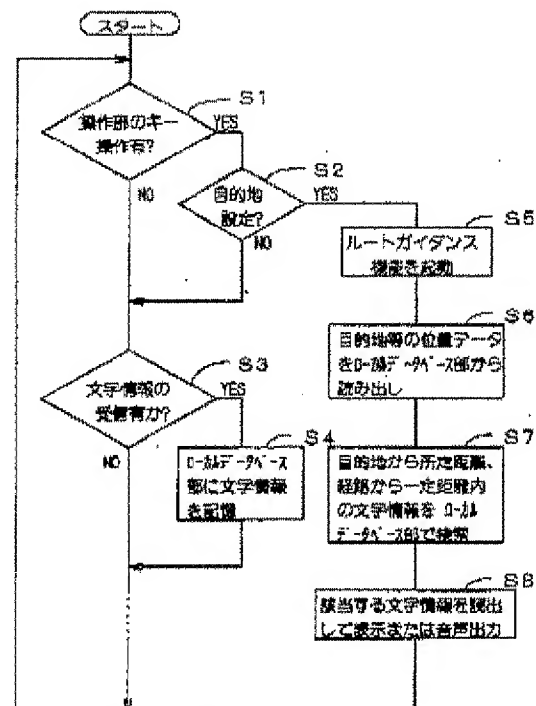 スタート
S1
操作部のキー
操作有?
YES
NO
S2
目的地
設定?
YES
NO
S5
ルートガイダンス
機能を起動
S6
目的地等の位置データ
をローカルデータベース部から
読み出し
S3
文字情報の
受信有か?
YES
NO
S4
ローカルデータベース
部に文字情報
を記憶
S7
目的地から所定距離、
経路から一定距離内
の文字情報を ローカル
データベース部で検索
S8
該当する文字情報を読出
して表示または音声出力